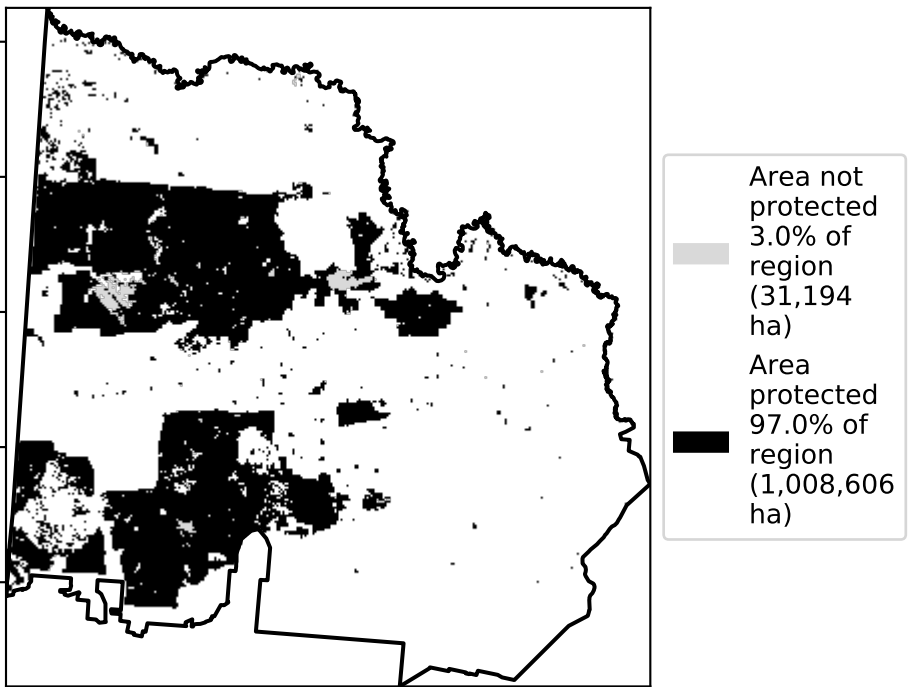 Area not
protected
3.0% of
region
(31,194
ha)
Area
protected
97.0% of
region
(1,008,606
ha)